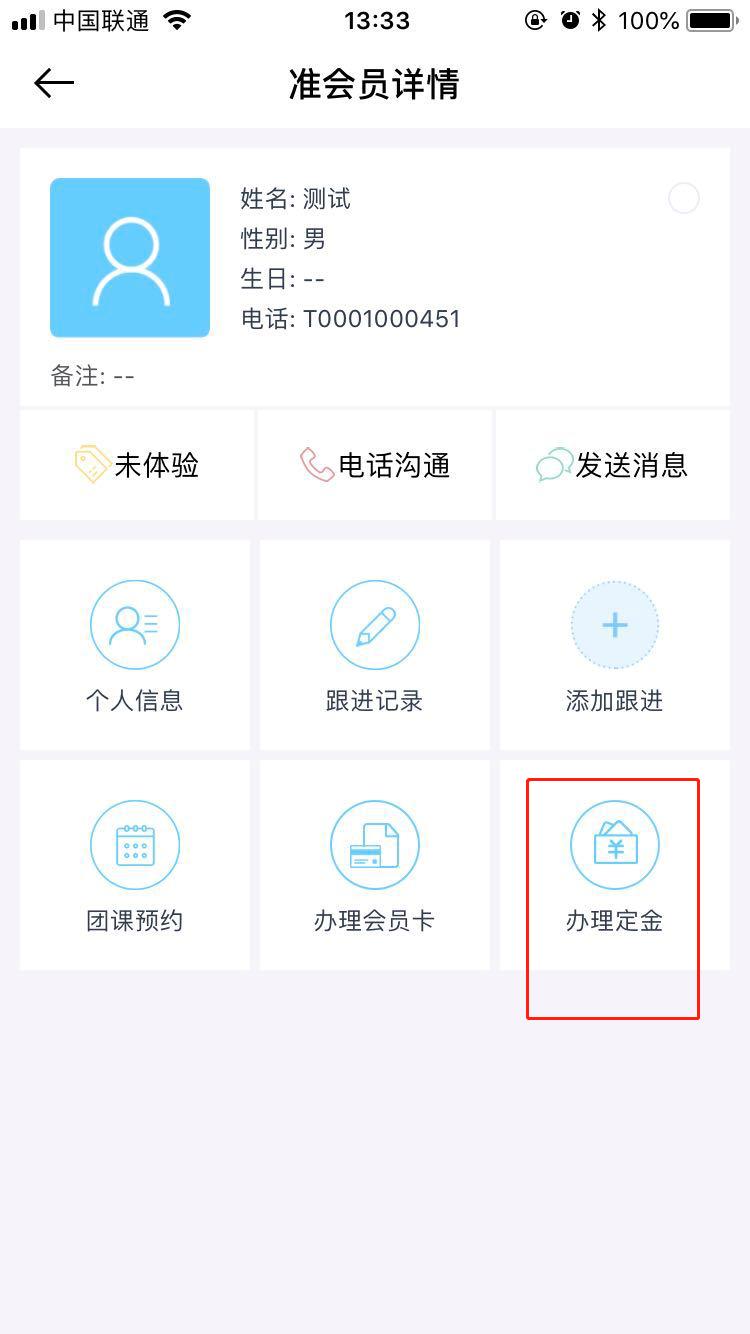 中国联通 13:33 100%
准会员详情
姓名: 测试
性别: 男
生日: --
电话: T0001000451
备注: --
未体验 电话沟通 发送消息
个人信息 跟进记录 添加跟进
¥
团课预约 办理会员卡 办理定金